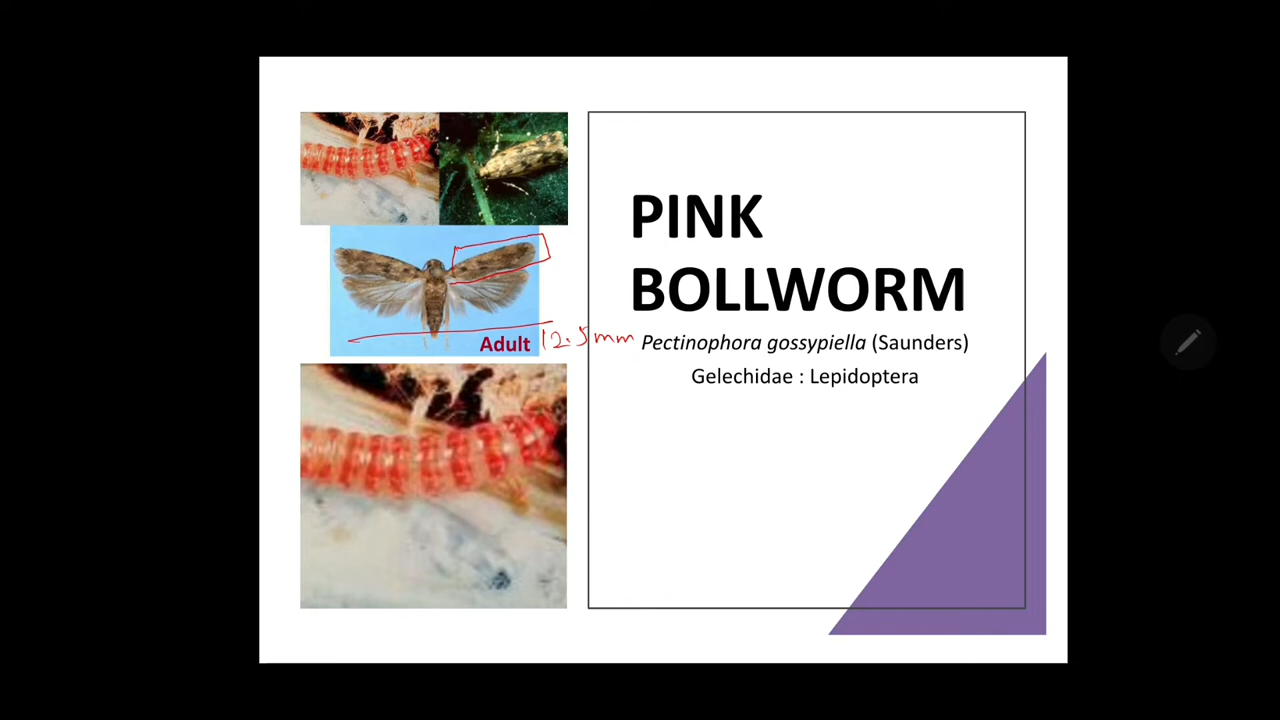 PINK
BOLLWORM
Pectinophora gossypiella (Saunders)
Gelechidae : Lepidoptera
Adult
12.5mm